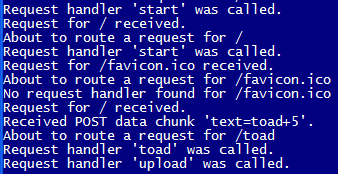 Request handler 'start' was called.
Request for / received.
About to route a request for /
Request handler 'start' was called.
Request for /favicon.ico received.
About to route a request for /favicon.ico
No request handler found for /favicon.ico
Request for / received.
Received POST data chunk 'text=toad+5'.
About to route a request for /toad
Request handler 'toad' was called.
Request handler 'upload' was called.